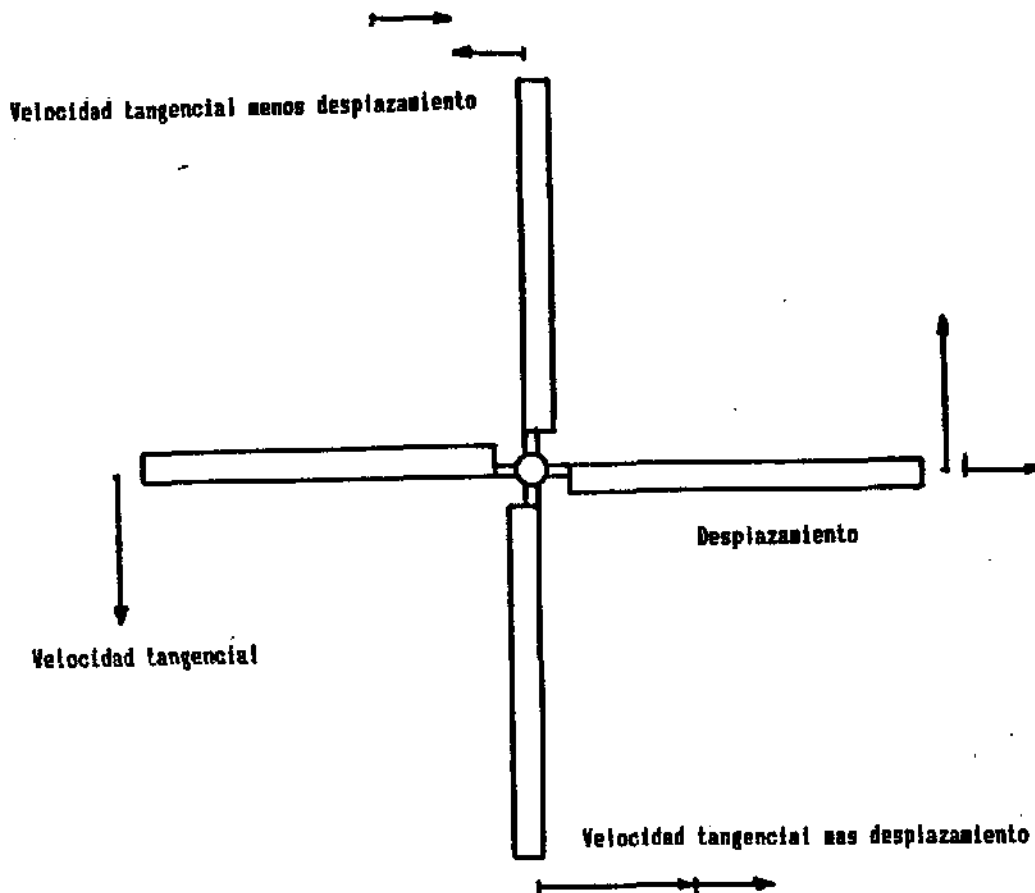 Velocidad tangencial menos desplazamiento
Desplazamiento
Velocidad tangencial
Velocidad tangencial mas desplazamiento